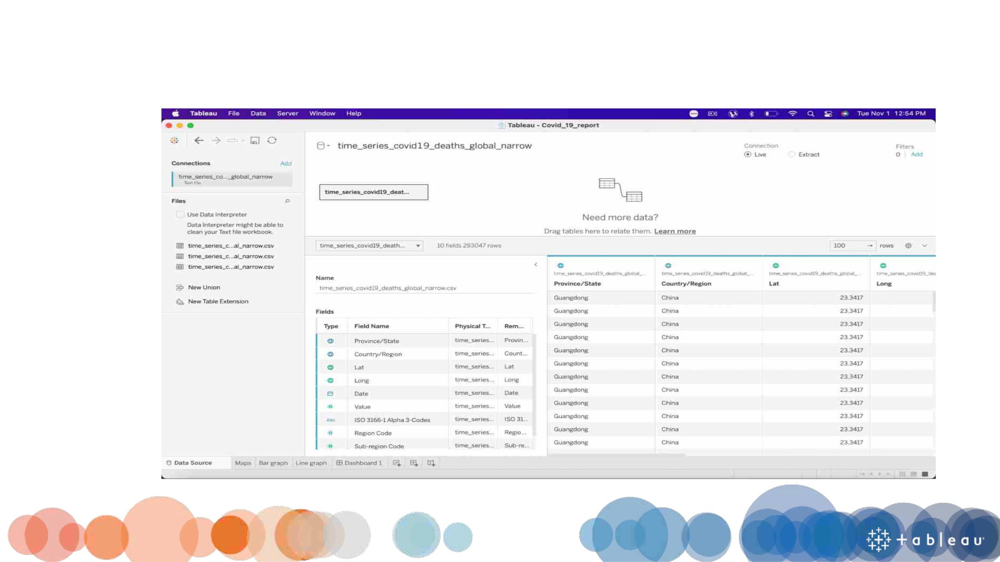 Tableau File Data Server Window Help Tue Nov 1 12:54 PM
Tableau - Covid_19_report
time_series_covid19_deaths_global_narrow
Connection
Live Extract
Filters
0 | Add
Connections Add
time_series_co..._global_narrow
Text file
Files
Use Data Interpreter
Data Interpreter might be able to
clean your Text file workbook.
time_series_c...al_narrow.csv
time_series_c...al_narrow.csv
time_series_c...al_narrow.csv
New Union
New Table Extension
time_series_covid19_deat...
Need more data?
Drag tables here to relate them. Learn more
time_series_covid19_death... 10 fields 293047 rows 100 → rows
Name
time_series_covid19_deaths_global_narrow.csv
Fields
Type Field Name Physical T... Rem...
Province/State time_series... Provin...
Country/Region time_series... Count...
Lat time_series... Lat
Long time_series... Long
Date time_series... Date
# Value time_series... Value
Abc ISO 3166-1 Alpha 3-Codes time_series... ISO 31...
# Region Code time_series... Regio...
# Sub-region Code time_series... Sub-re...
time_series_covid19_deaths_global_... time_series_covid19_deaths_global_... time_series_covid19_deaths_global_... time_series_covid19_dea
Province/State Country/Region Lat Long
Guangdong China 23.3417
Guangdong China 23.3417
Guangdong China 23.3417
Guangdong China 23.3417
Guangdong China 23.3417
Guangdong China 23.3417
Guangdong China 23.3417
Guangdong China 23.3417
Guangdong China 23.3417
Guangdong China 23.3417
Guangdong China 23.3417
Guangdong China 23.3417
Data Source Maps Bar graph Line graph Dashboard 1
+ableau